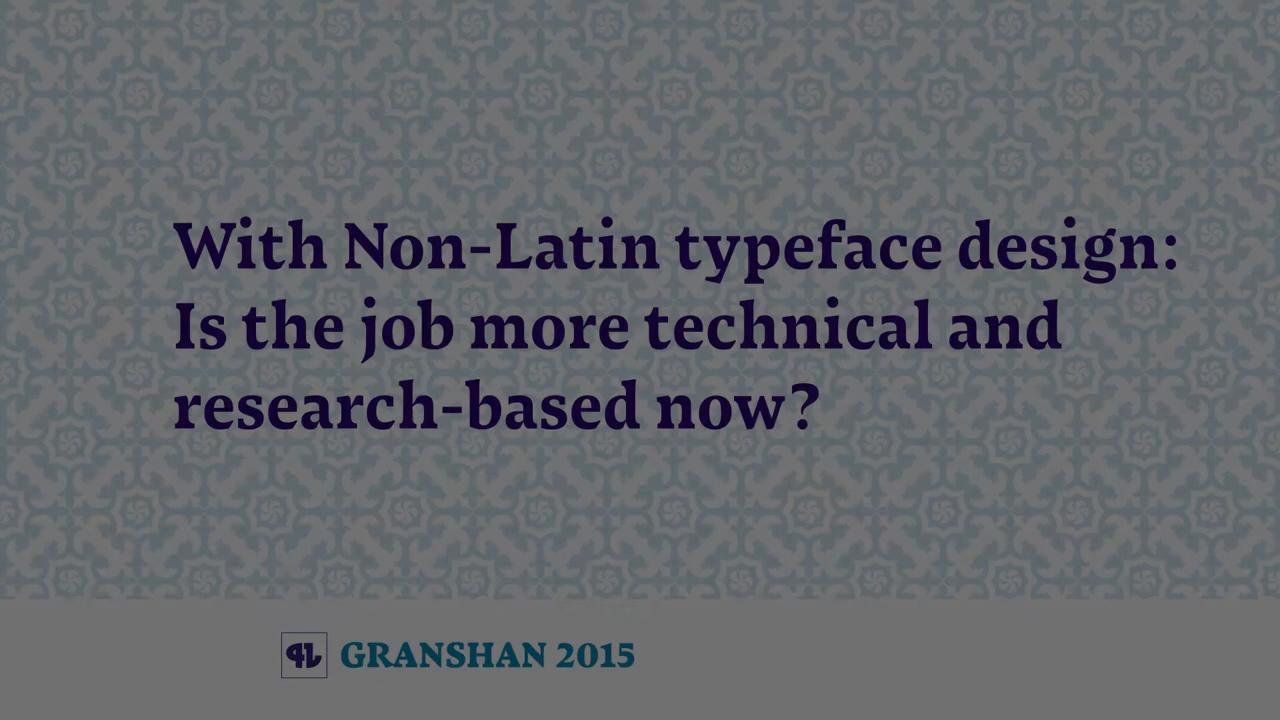 With Non-Latin typeface design:
Is the job more technical and
research-based now?
GRANSHAN 2015